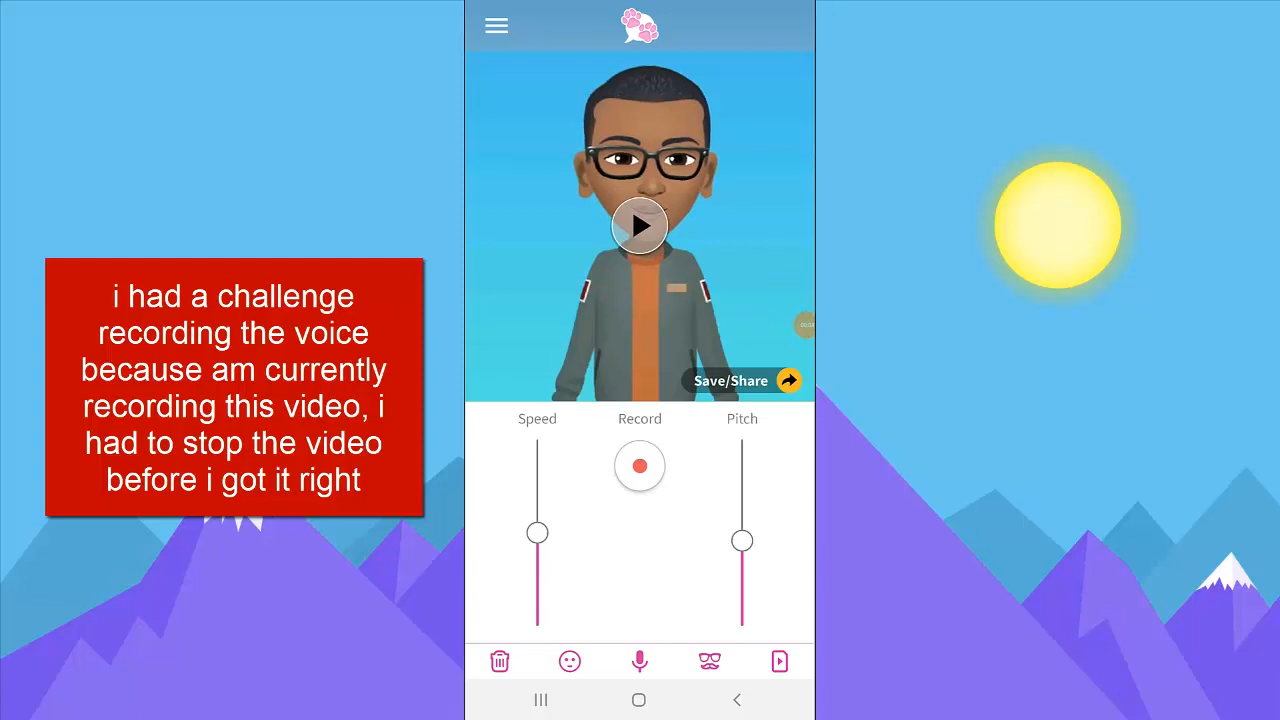 i had a challenge
recording the voice
because am currently
recording this video, i
had to stop the video
before i got it right
Save/Share
Speed
Record
Pitch